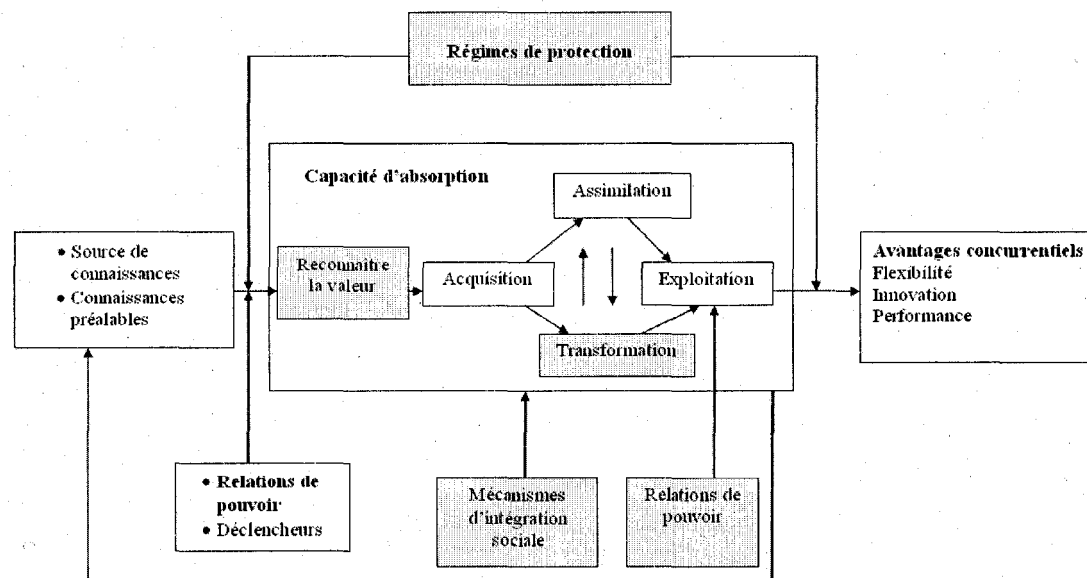 Régimes de protection
Capacité d'absorption
Assimilation
• Source de
connaissances
• Connaissances
préalables
Reconnaître
la valeur
Acquisition
Exploitation
Transformation
Avantages concurrentiels
Flexibilité
Innovation
Performance
• Relations de
pouvoir
• Déclencheurs
Mécanismes
d'intégration
sociale
Relations de
pouvoir